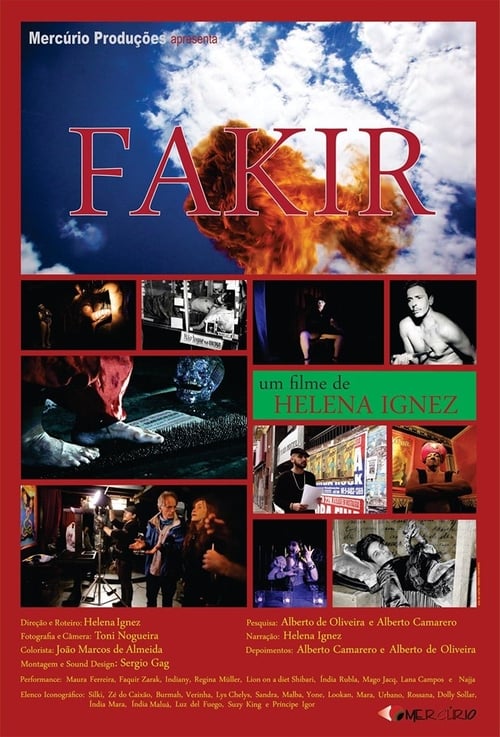 Mercúrio Produções apresenta
FAKIR
um filme de
HELENA IGNEZ
Direção e Roteiro: Helena Ignez
Fotografia e Câmera: Toni Nogueira
Colorista: João Marcos de Almeida
Montagem e Sound Design: Sergio Gag
Pesquisa: Alberto de Oliveira e Alberto Camarero
Narração: Helena Ignez
Depoimentos: Alberto Camarero e Alberto de Oliveira
Performance: Maura Ferreira, Faquir Zarak, Indiany, Regina Müller, Lion on a diet Shibari, Índia Rubla, Mago Jacq, Lana Campos e Najja
Elenco Iconográfico: Silki, Zé do Caixão, Burmah, Verinha, Lys Chelys, Sandra, Malba, Yone, Lookan, Mara, Urbano, Rossana, Dolly Sollar,
Índia Mara, Índia Maluá, Luz del Fuego, Suzy King e Príncipe Igor
MERCÚRIO